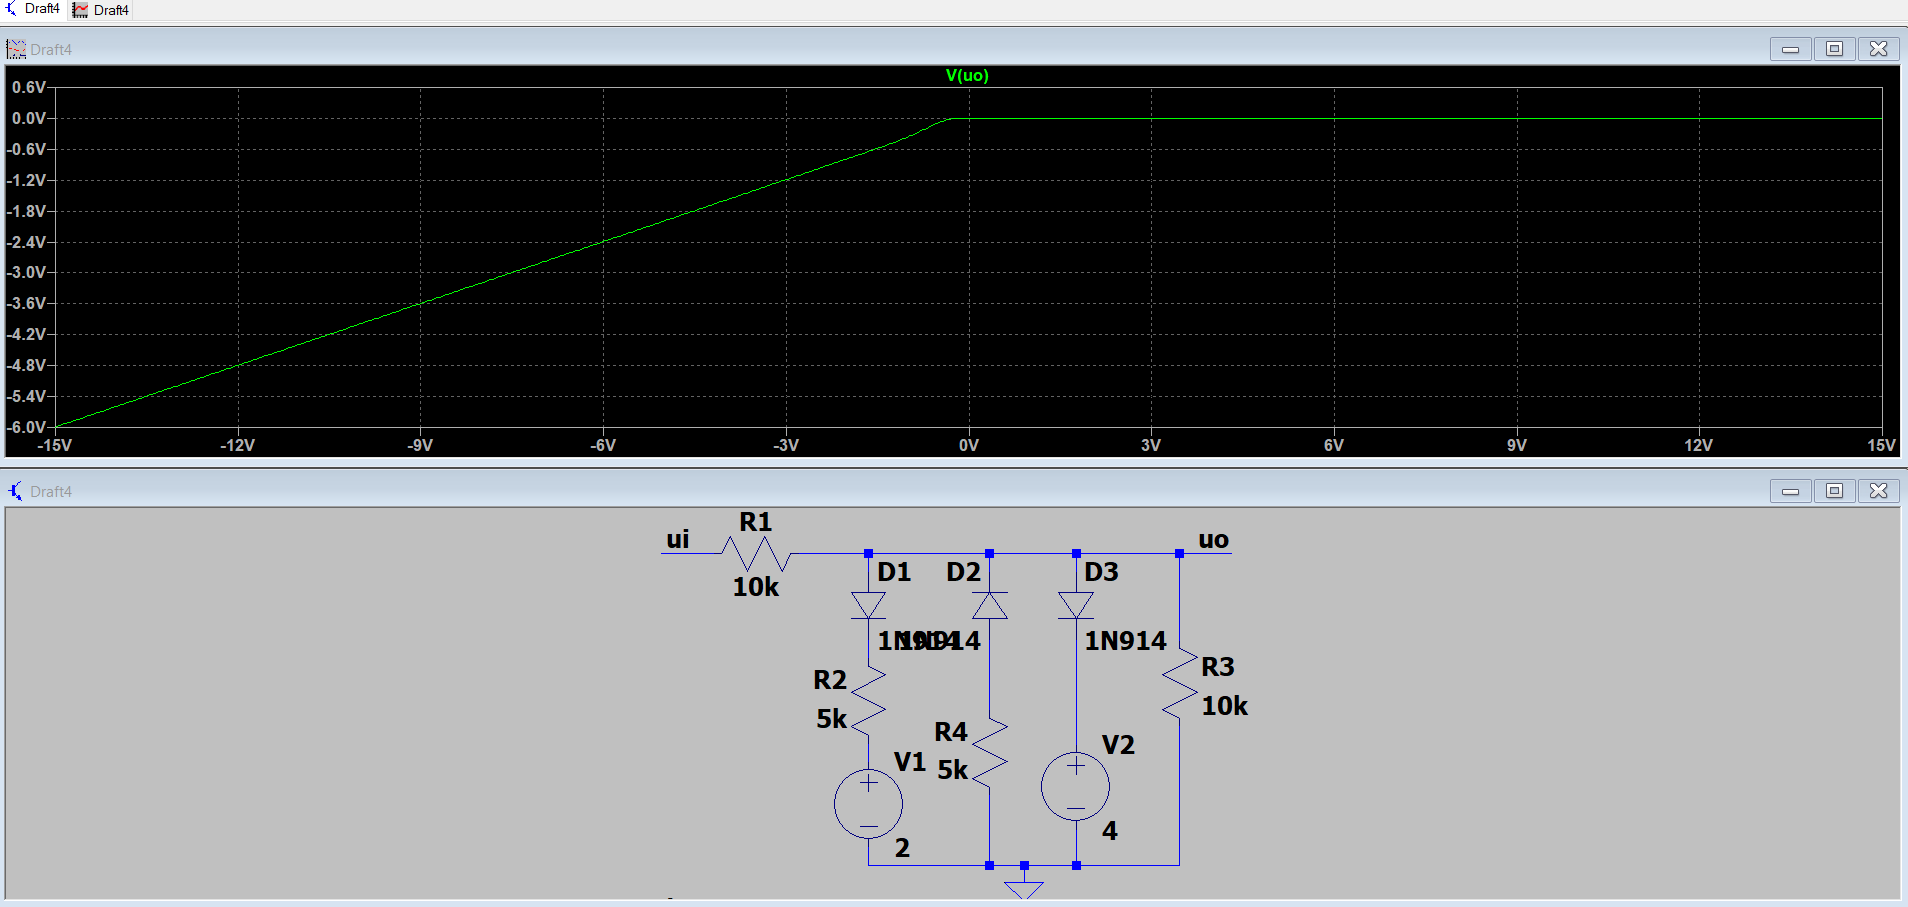 Draft4 Draft4
Draft4
V(uo)
0.6V
0.0V
-0.6V
-1.2V
-1.8V
-2.4V
-3.0V
-3.6V
-4.2V
-4.8V
-5.4V
-6.0V
-15V -12V -9V -6V -3V 0V 3V 6V 9V 12V 15V
Draft4
R1
ui uo
10k
D1 D2 D3
1N914 1N914 1N914
R2 R3
5k 10k
R4 V2
V1 5k
4
2